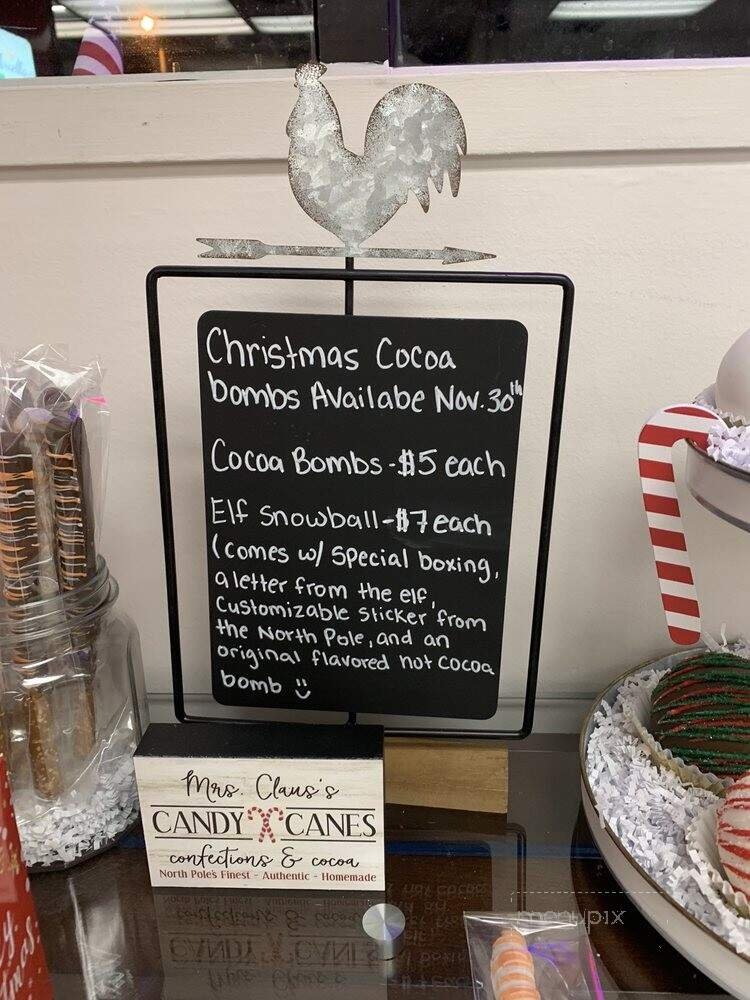 Christmas Cocoa
bombs Availabe Nov. 30th
Cocoa Bombs - $5 each
Elf Snowball - $7 each
(comes w/ special boxing,
a letter from the elf,
Customizable sticker from
the North Pole, and an
original flavored hot cocoa
bomb
Mrs. Claus's
CANDY CANES
confections & cocoa
North Pole's Finest - Authentic - Homemade
menupix